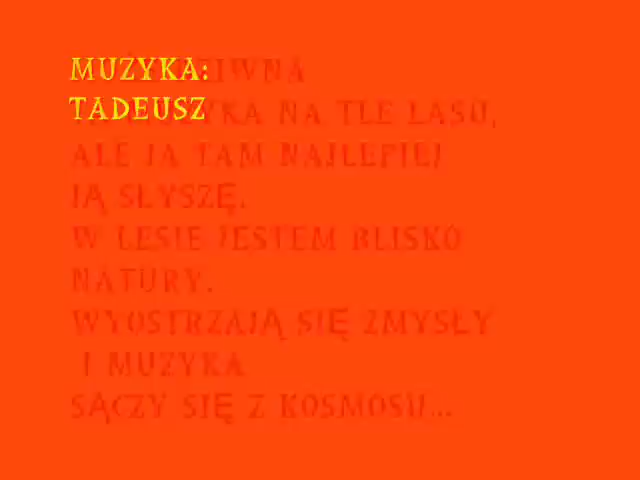 MUZYKA:
TADEUSZ
NA TLE LASU,
ALE JA TAM NAJLEPIEJ
JĄ SŁYSZĘ.
W LESIE JESTEM BLISKO
NATURY.
WYOSTRZAJĄ SIĘ ZMYSŁY
I MUZYKA
SĄCZY SIĘ Z KOSMOSU...